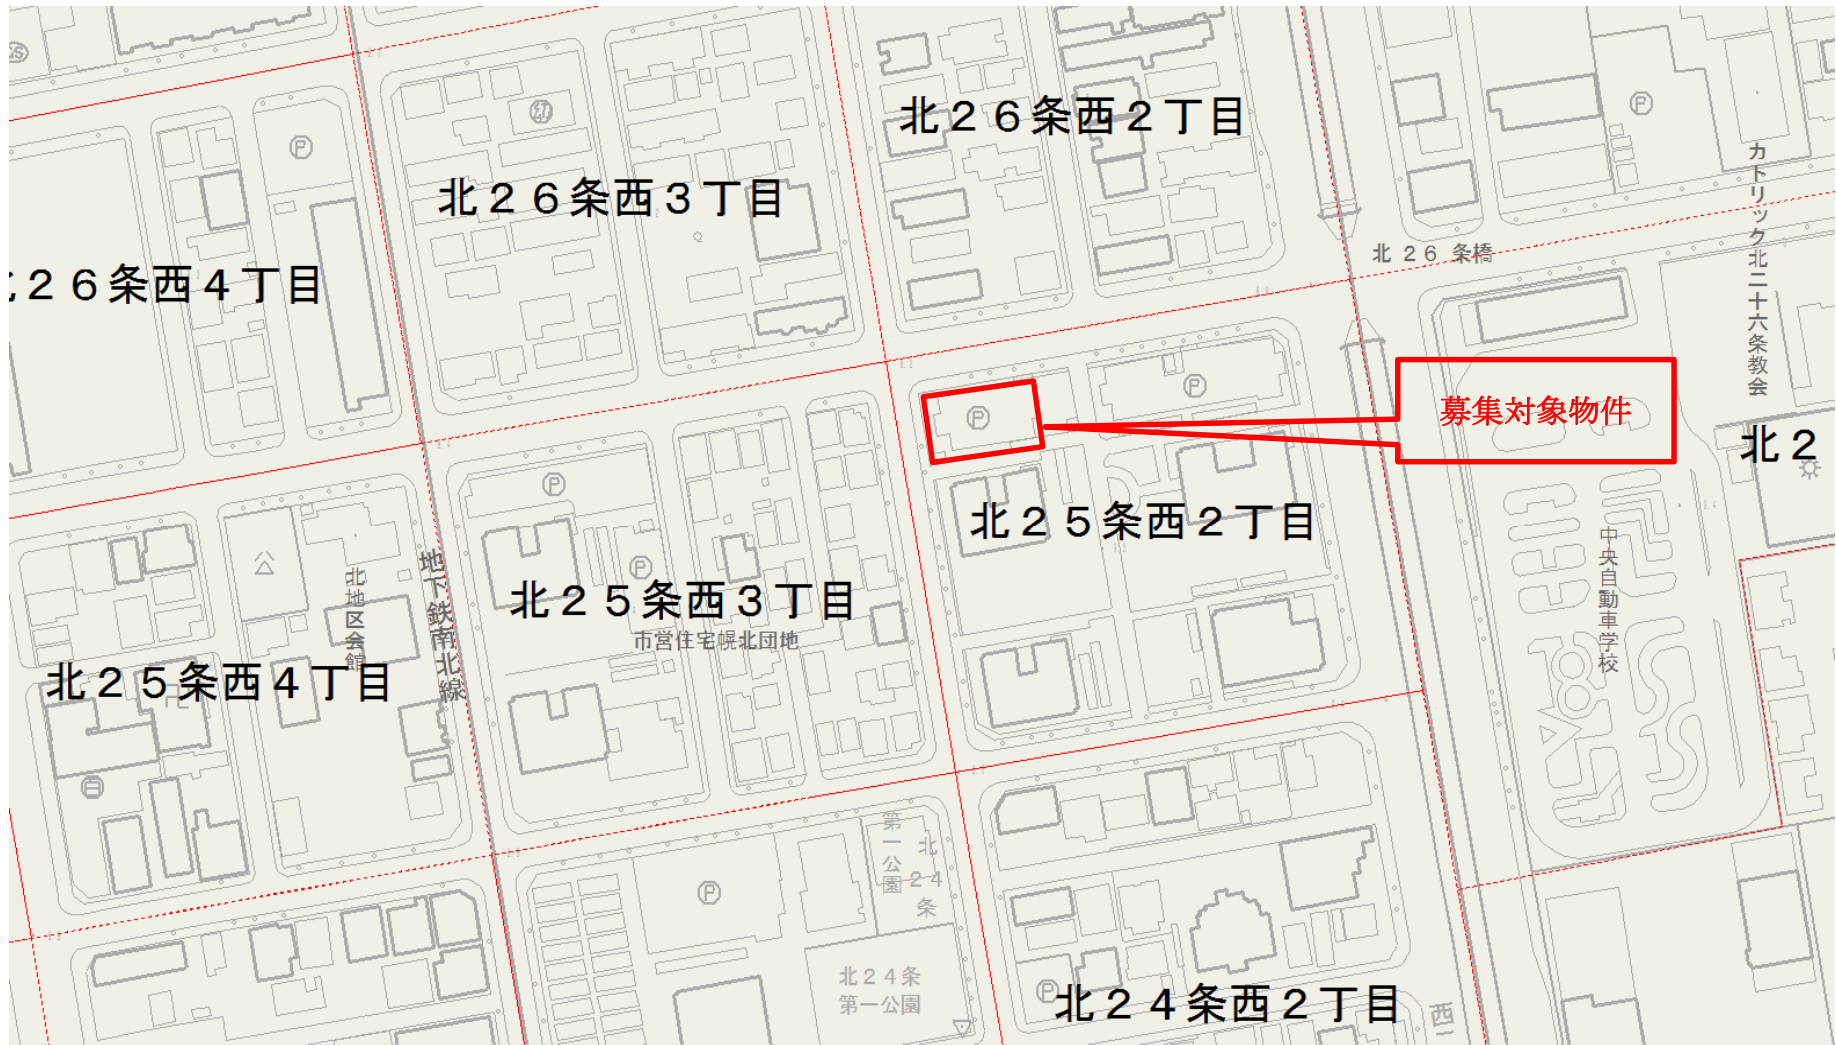 北２６条西２丁目
カトリック北二十六条教会
北２６条西３丁目
北 26 条橋
２６条西４丁目
募集対象物件
北２
北２５条西２丁目
中央自動車学校
地下鉄南北線
北地区会館
北２５条西３丁目
市営住宅幌北団地
北２５条西４丁目
北24条
第一公園
北24条
第一公園
北２４条西２丁目
西
Ⓟ
Ⓟ
Ⓟ
Ⓟ
Ⓟ
Ⓟ
Ⓟ
Ⓟ